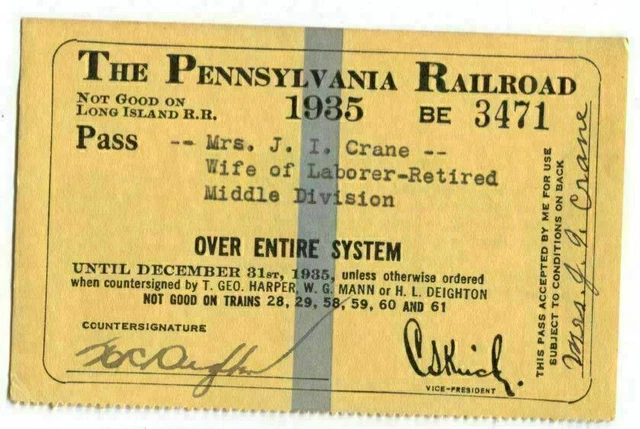 THE PENNSYLVANIA RAILROAD
NOT GOOD ON
LONG ISLAND R.R.
1935
BE 3471
Pass
-- Mrs. J. I. Crane --
Wife of Laborer-Retired
Middle Division
OVER ENTIRE SYSTEM
UNTIL DECEMBER 31ST, 1935, unless otherwise ordered
when countersigned by T. GEO. HARPER, W. G. MANN or H. L. DEIGHTON
NOT GOOD ON TRAINS 28, 29, 58, 59, 60 AND 61
COUNTERSIGNATURE
VICE-PRESIDENT
THIS PASS ACCEPTED BY ME FOR USE
SUBJECT TO CONDITIONS ON BACK
Mrs. J. I. Crane